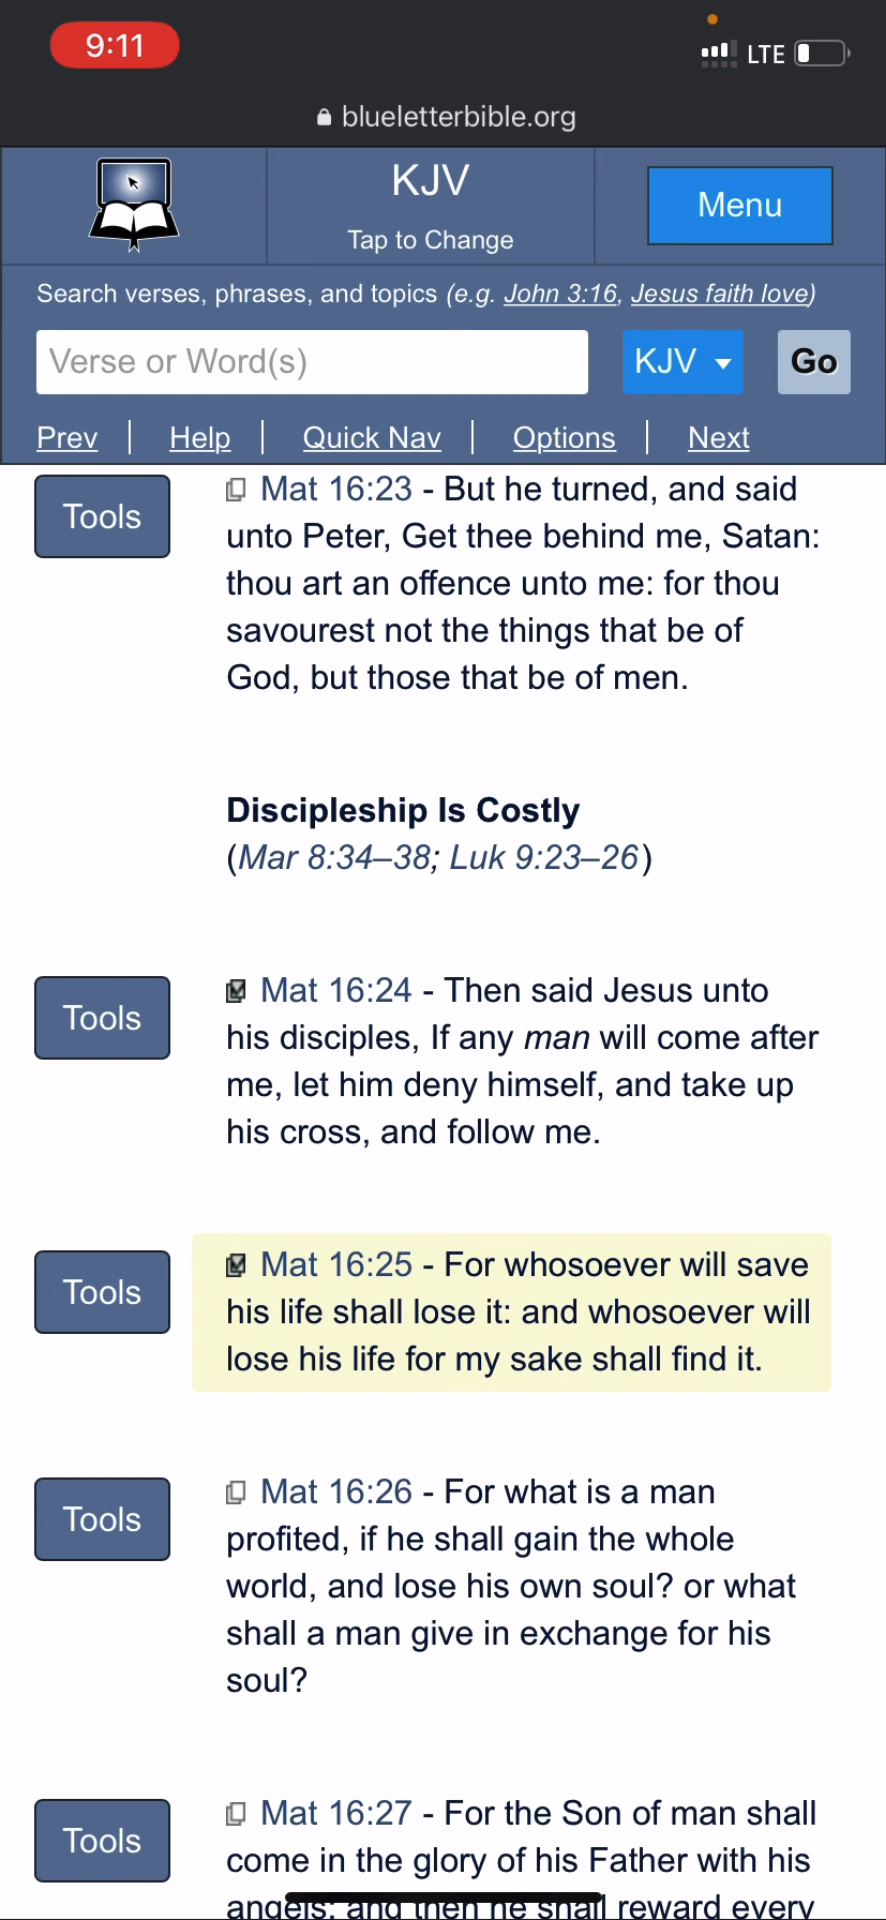 9:11
LTE
blueletterbible.org
KJV
Tap to Change
Menu
Search verses, phrases, and topics (e.g. John 3:16, Jesus faith love)
Verse or Word(s)
KJV
Go
Prev | Help | Quick Nav | Options | Next
Tools
Mat 16:23 - But he turned, and said
unto Peter, Get thee behind me, Satan:
thou art an offence unto me: for thou
savourest not the things that be of
God, but those that be of men.
Discipleship Is Costly
(Mar 8:34–38; Luk 9:23–26)
Tools
Mat 16:24 - Then said Jesus unto
his disciples, If any man will come after
me, let him deny himself, and take up
his cross, and follow me.
Tools
Mat 16:25 - For whosoever will save
his life shall lose it: and whosoever will
lose his life for my sake shall find it.
Tools
Mat 16:26 - For what is a man
profited, if he shall gain the whole
world, and lose his own soul? or what
shall a man give in exchange for his
soul?
Tools
Mat 16:27 - For the Son of man shall
come in the glory of his Father with his
angels; and then he shall reward every